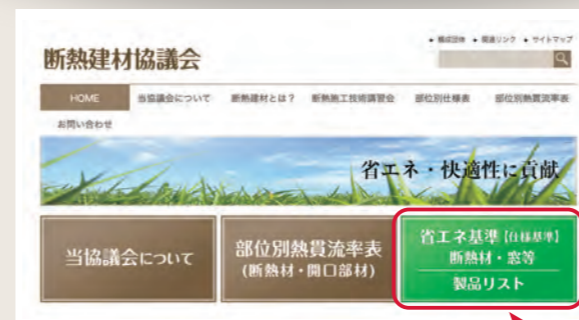 断熱建材協議会
• 構成団体 • 関連リンク • サイトマップ
HOME 当協議会について 断熱建材とは？ 断熱施工技術講習会 部位別仕様表 部位別熱貫流率表
お問い合わせ
省エネ・快適性に貢献
当協議会について
部位別熱貫流率表
(断熱材・開口部材)
省エネ基準【仕様基準】
断熱材・窓等
製品リスト